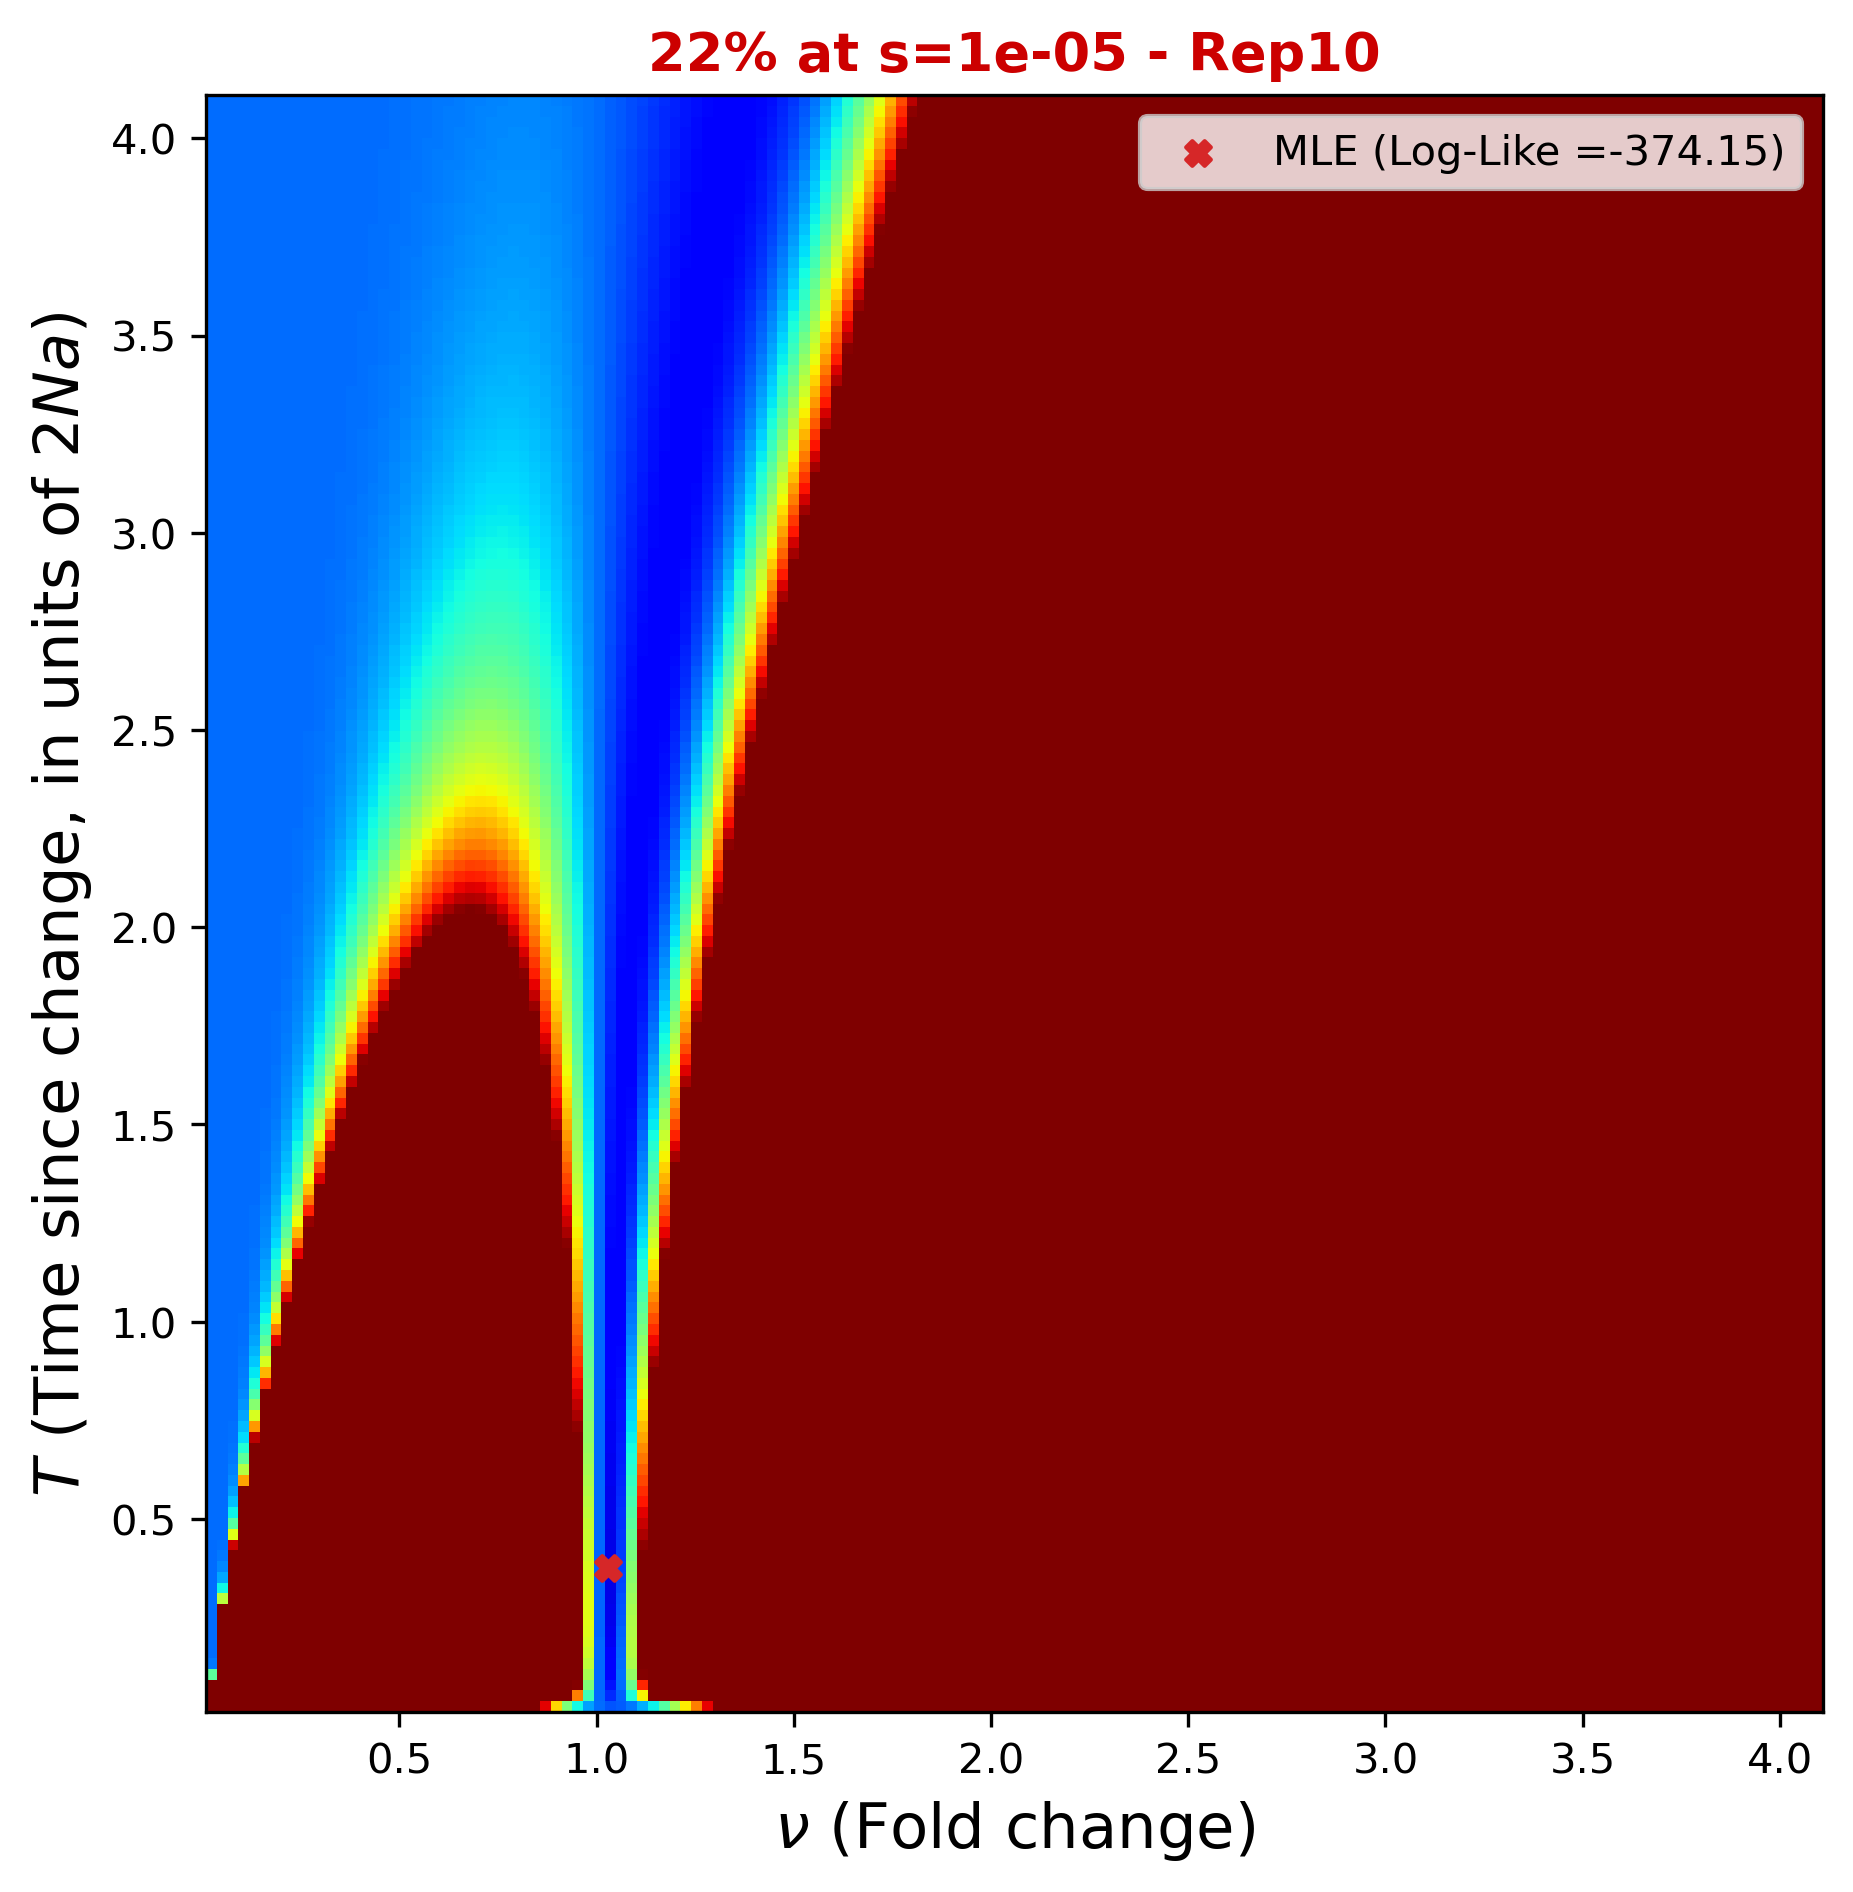 22% at s=1e-05 - Rep10
MLE (Log-Like =-374.15)
T (Time since change, in units of 2Na)
4.0
3.5
3.0
2.5
2.0
1.5
1.0
0.5
0.5 1.0 1.5 2.0 2.5 3.0 3.5 4.0
ν (Fold change)